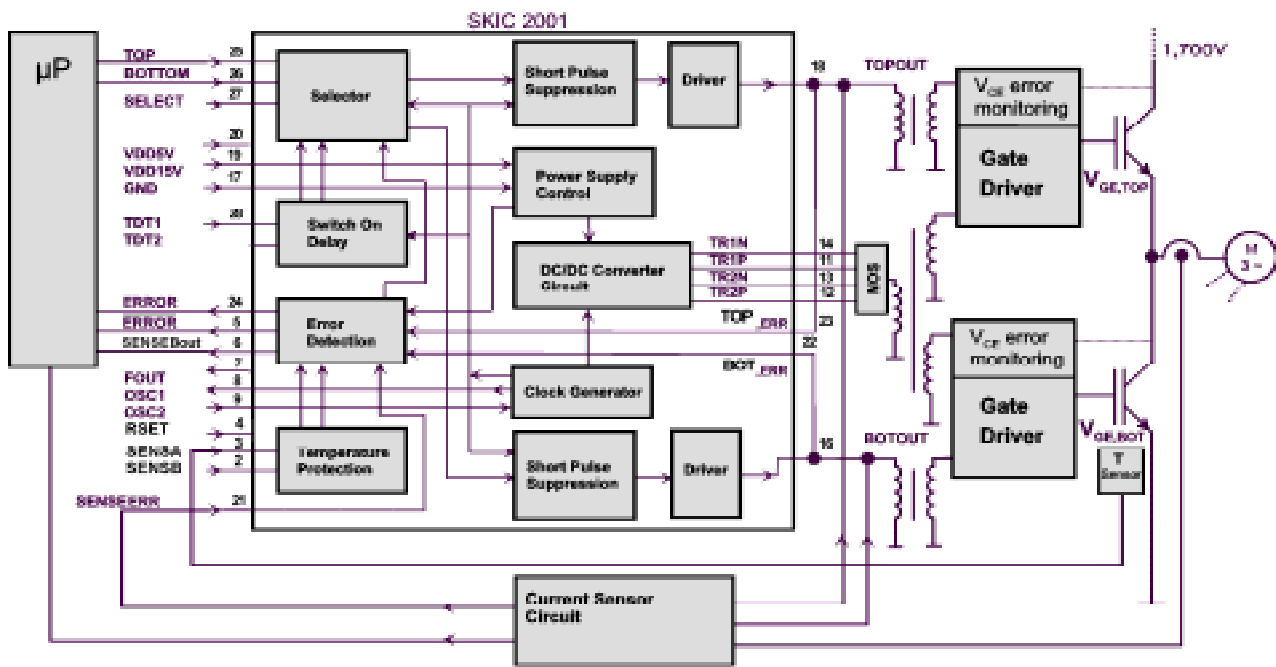 SKIC 2001
µP
TOP
25
BOTTOM
26
SELECT
27
20
VDD5V
19
VDD15V
17
GND
TDT1
28
TDT2
ERROR
24
ERROR
5
SENSEDout
6
7
FOUT
8
OSC1
9
OSC2
RSET
4
SENSA
3
SENSB
2
SENSEERR
21
Selector
Switch On
Delay
Error
Detection
Temperature
Protection
Short Pulse
Suppression
Driver
Power Supply
Control
DC/DC Converter
Circuit
Clock Generator
Short Pulse
Suppression
Driver
TR1N
14
TR1P
11
TR2N
13
TR2P
12
TOP_ERR
23
22
BOT_ERR
MOS
TOPOUT
16
BOTOUT
1,700V
VCE error
monitoring
Gate
Driver
VGE,TOP
M
3 ~
VCE error
monitoring
Gate
Driver
VGE,BOT
T
Sensor
Current Sensor
Circuit